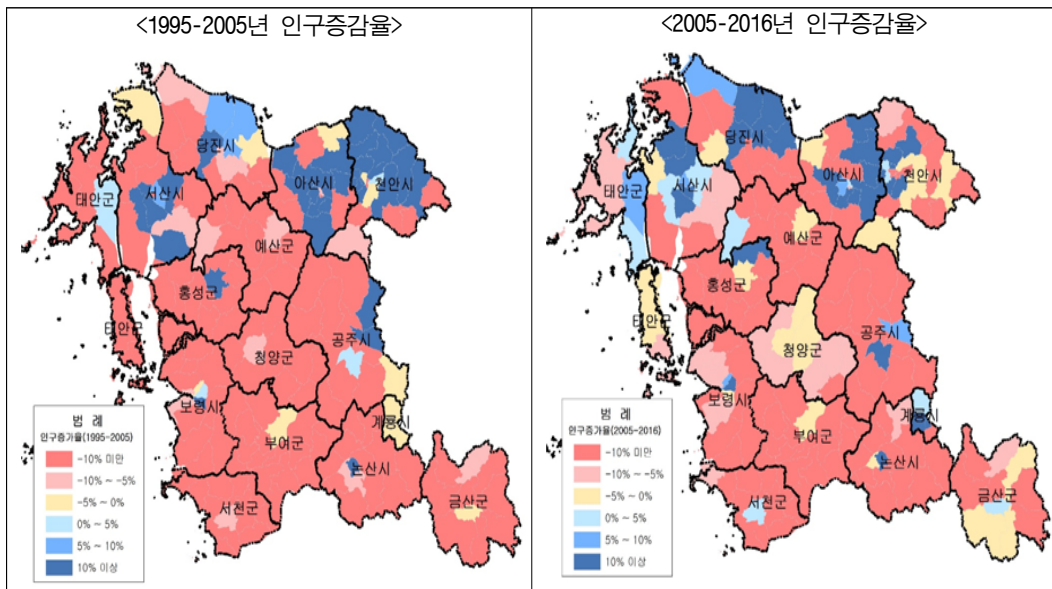 <1995-2005년 인구증감율>
<2005-2016년 인구증감율>
당진시
태안군
서산시
아산시
천안시
예산군
홍성군
태안군
공주시
청양군
보령시
계룡시
부여군
논산시
서천군
금산군
범 례
인구증가율(1995-2005)
-10% 미만
-10% ~ -5%
-5% ~ 0%
0% ~ 5%
5% ~ 10%
10% 이상
당진시
태안군
서산시
아산시
천안시
예산군
홍성군
태안군
공주시
청양군
보령시
계룡시
부여군
논산시
서천군
금산군
범 례
인구증가율(2005-2016)
-10% 미만
-10% ~ -5%
-5% ~ 0%
0% ~ 5%
5% ~ 10%
10% 이상